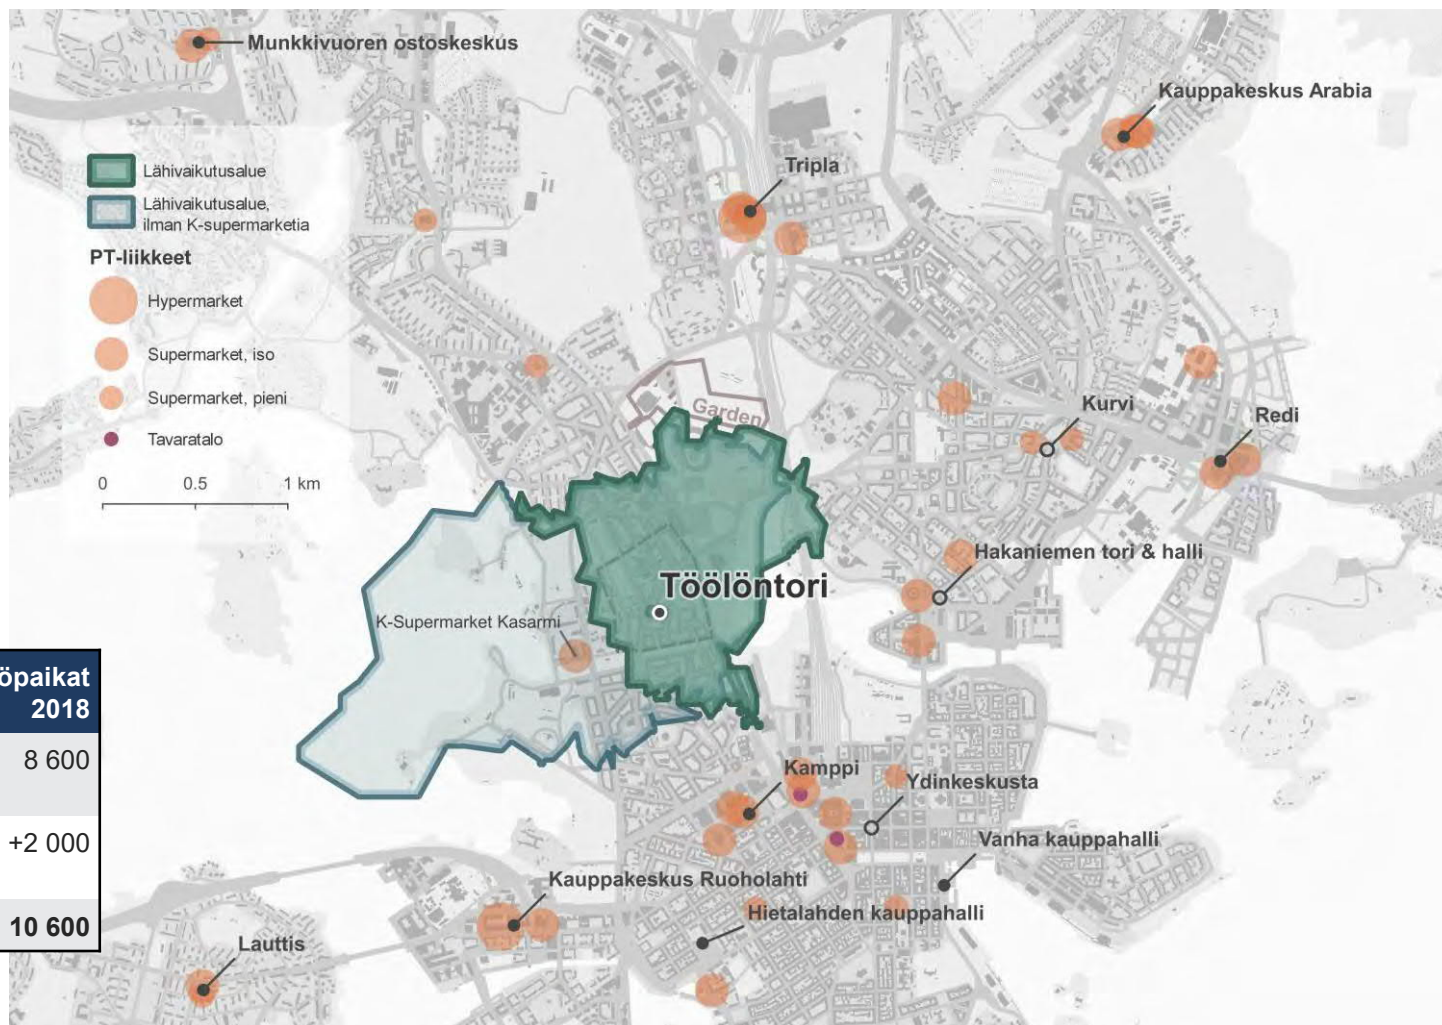 Munkkivuoren ostoskeskus
Kauppakeskus Arabia
Tripla
Lähivaikutusalue
Lähivaikutusalue,
ilman K-supermarketia
PT-liikkeet
Hypermarket
Supermarket, iso
Supermarket, pieni
Tavaratalo
0 0.5 1 km
Garden
Kurvi
Redi
Hakaniemen tori & halli
Töölöntori
K-Supermarket Kasarmi
öpaikat
2018
8 600
+2 000
10 600
Kamppi
Ydinkeskusta
Vanha kauppahalli
Kauppakeskus Ruoholahti
Hietalahden kauppahalli
Lauttis